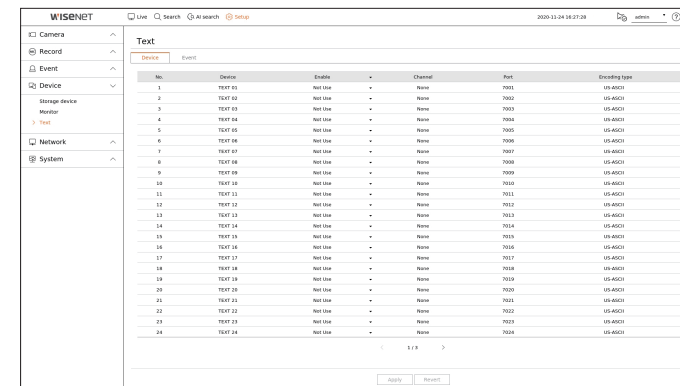 WISENET Live Search AI search Setup 2020-11-24 16:27:28 admin ?
Camera
Record
Event
Device
Storage device
Monitor
> Text
Network
System
Text
Device Event
No. Device Enable Channel Port Encoding type
1 TEXT 01 Not Use None 7001 US-ASCII
2 TEXT 02 Not Use None 7002 US-ASCII
3 TEXT 03 Not Use None 7003 US-ASCII
4 TEXT 04 Not Use None 7004 US-ASCII
5 TEXT 05 Not Use None 7005 US-ASCII
6 TEXT 06 Not Use None 7006 US-ASCII
7 TEXT 07 Not Use None 7007 US-ASCII
8 TEXT 08 Not Use None 7008 US-ASCII
9 TEXT 09 Not Use None 7009 US-ASCII
10 TEXT 10 Not Use None 7010 US-ASCII
11 TEXT 11 Not Use None 7011 US-ASCII
12 TEXT 12 Not Use None 7012 US-ASCII
13 TEXT 13 Not Use None 7013 US-ASCII
14 TEXT 14 Not Use None 7014 US-ASCII
15 TEXT 15 Not Use None 7015 US-ASCII
16 TEXT 16 Not Use None 7016 US-ASCII
17 TEXT 17 Not Use None 7017 US-ASCII
18 TEXT 18 Not Use None 7018 US-ASCII
19 TEXT 19 Not Use None 7019 US-ASCII
20 TEXT 20 Not Use None 7020 US-ASCII
21 TEXT 21 Not Use None 7021 US-ASCII
22 TEXT 22 Not Use None 7022 US-ASCII
23 TEXT 23 Not Use None 7023 US-ASCII
24 TEXT 24 Not Use None 7024 US-ASCII
< 1 / 3 >
Apply Revert